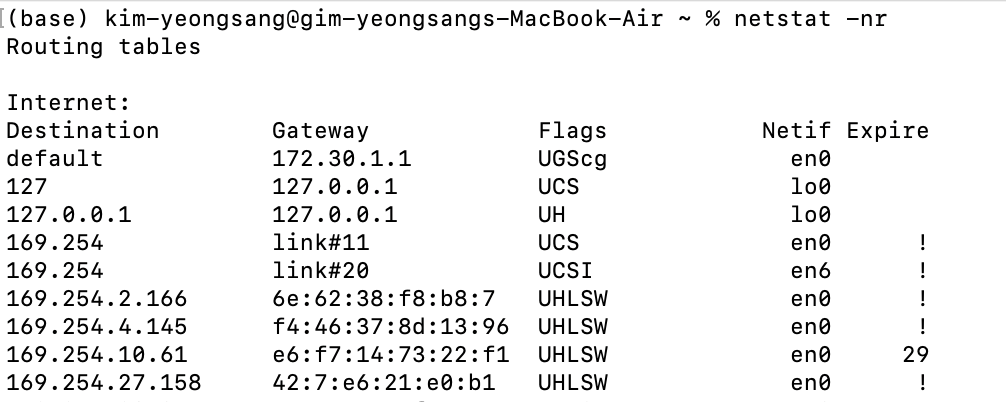 (base) kim-yeongsang@gim-yeongsangs-MacBook-Air ~ % netstat -nr
Routing tables
Internet:
Destination Gateway Flags Netif Expire
default 172.30.1.1 UGScg en0
127 127.0.0.1 UCS lo0
127.0.0.1 127.0.0.1 UH lo0
169.254 link#11 UCS en0 !
169.254 link#20 UCSI en6 !
169.254.2.166 6e:62:38:f8:b8:7 UHLSW en0 !
169.254.4.145 f4:46:37:8d:13:96 UHLSW en0 !
169.254.10.61 e6:f7:14:73:22:f1 UHLSW en0 29
169.254.27.158 42:7:e6:21:e0:b1 UHLSW en0 !